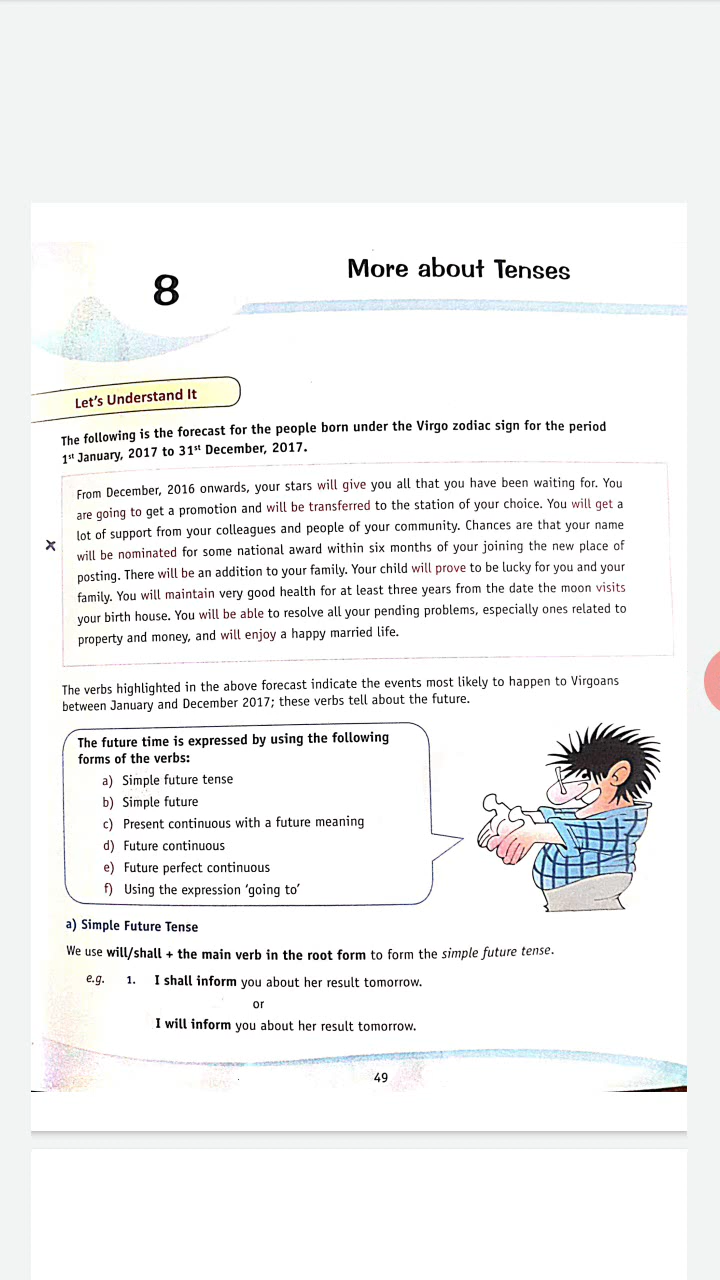 8
More about Tenses
Let's Understand It
The following is the forecast for the people born under the Virgo zodiac sign for the period
1st January, 2017 to 31st December, 2017.
From December, 2016 onwards, your stars will give you all that you have been waiting for. You
are going to get a promotion and will be transferred to the station of your choice. You will get a
lot of support from your colleagues and people of your community. Chances are that your name
x
will be nominated for some national award within six months of your joining the new place of
posting. There will be an addition to your family. Your child will prove to be lucky for you and your
family. You will maintain very good health for at least three years from the date the moon visits
your birth house. You will be able to resolve all your pending problems, especially ones related to
property and money, and will enjoy a happy married life.
The verbs highlighted in the above forecast indicate the events most likely to happen to Virgoans
between January and December 2017; these verbs tell about the future.
The future time is expressed by using the following
forms of the verbs:
a) Simple future tense
b) Simple future
c) Present continuous with a future meaning
d) Future continuous
e) Future perfect continuous
f) Using the expression 'going to'
a) Simple Future Tense
We use will/shall + the main verb in the root form to form the simple future tense.
e.g. 1. I shall inform you about her result tomorrow.
or
I will inform you about her result tomorrow.
49